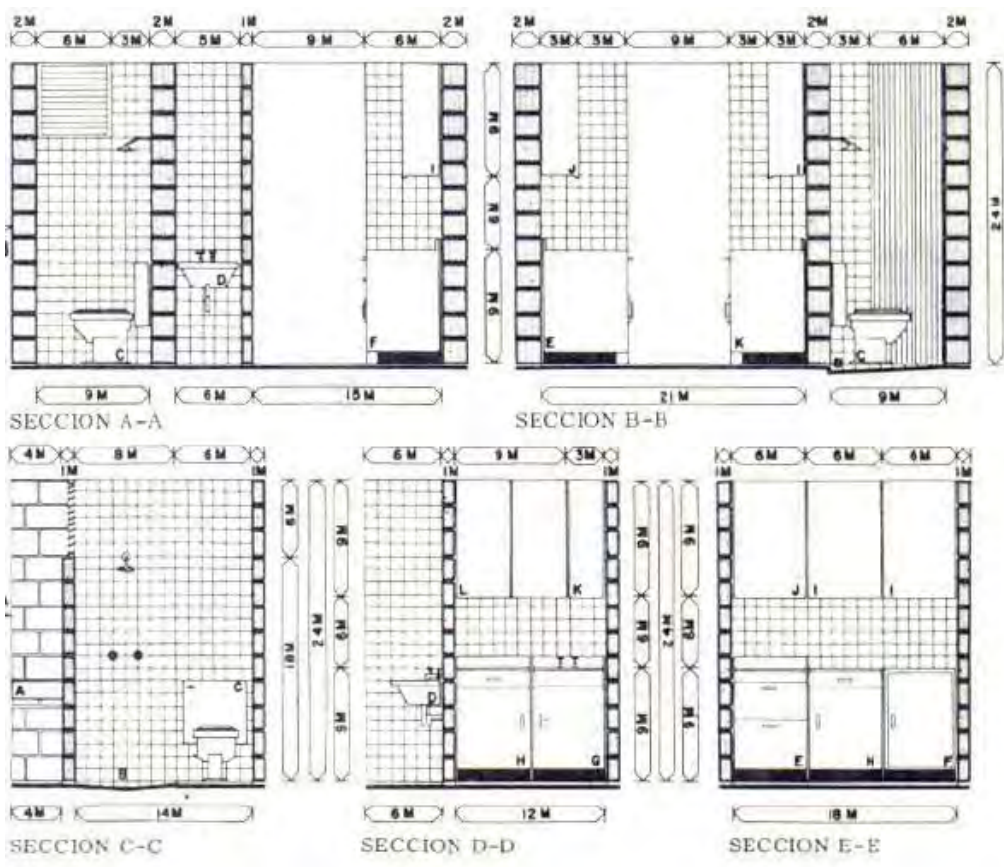 2M 2M 1M 2M
6M 3M 5M 9M 6M
I
D
F
C
9M 6M 15M
SECCION A-A
9M
6M
9M
2M 2M 2M
3M 3M 9M 3M 3M 3M 6M
J I
E K B C
21M 9M
24M
SECCION B-B
4M 8M 6M
1M 1M
A C
B
4M 14M
6M
18M
24M
SECCION C-C
6M 9M 3M
1M 1M
L K
D
H G
6M 12M
9M
6M
9M
SECCION D-D
6M 6M 6M
1M 1M
J I I
E H F
18M
9M
6M
9M
24M
9M
6M
9M
SECCION E-E